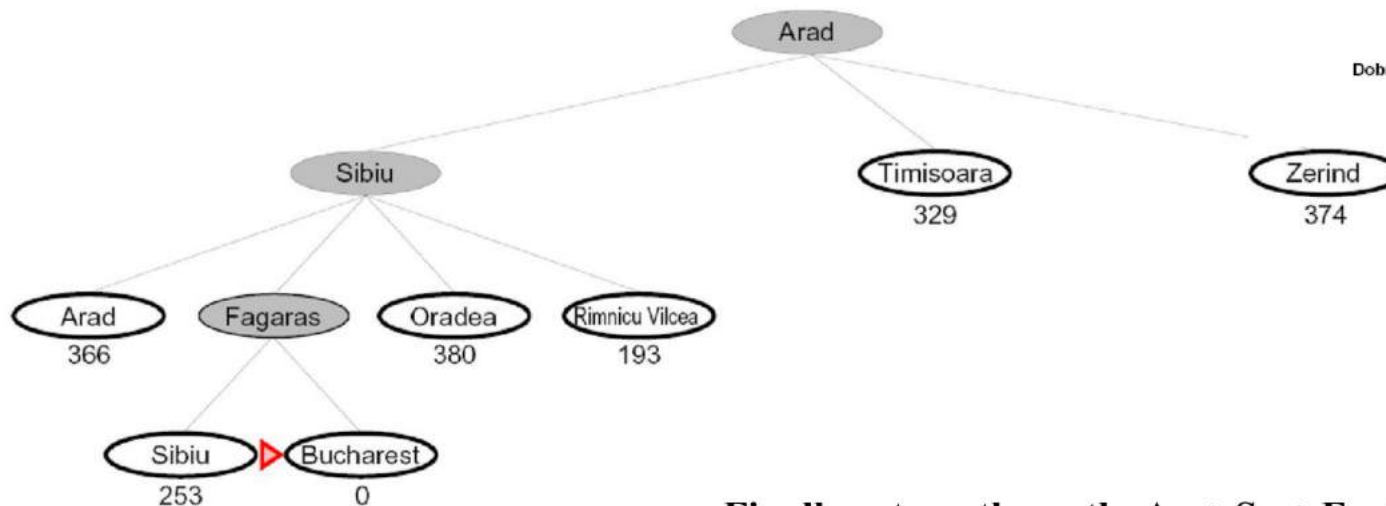 Arad
Dob
Sibiu
Timisoara
Zerind
329
374
Arad
Fagaras
Oradea
Rimnicu Vilcea
366
380
193
Sibiu
Bucharest
253
0